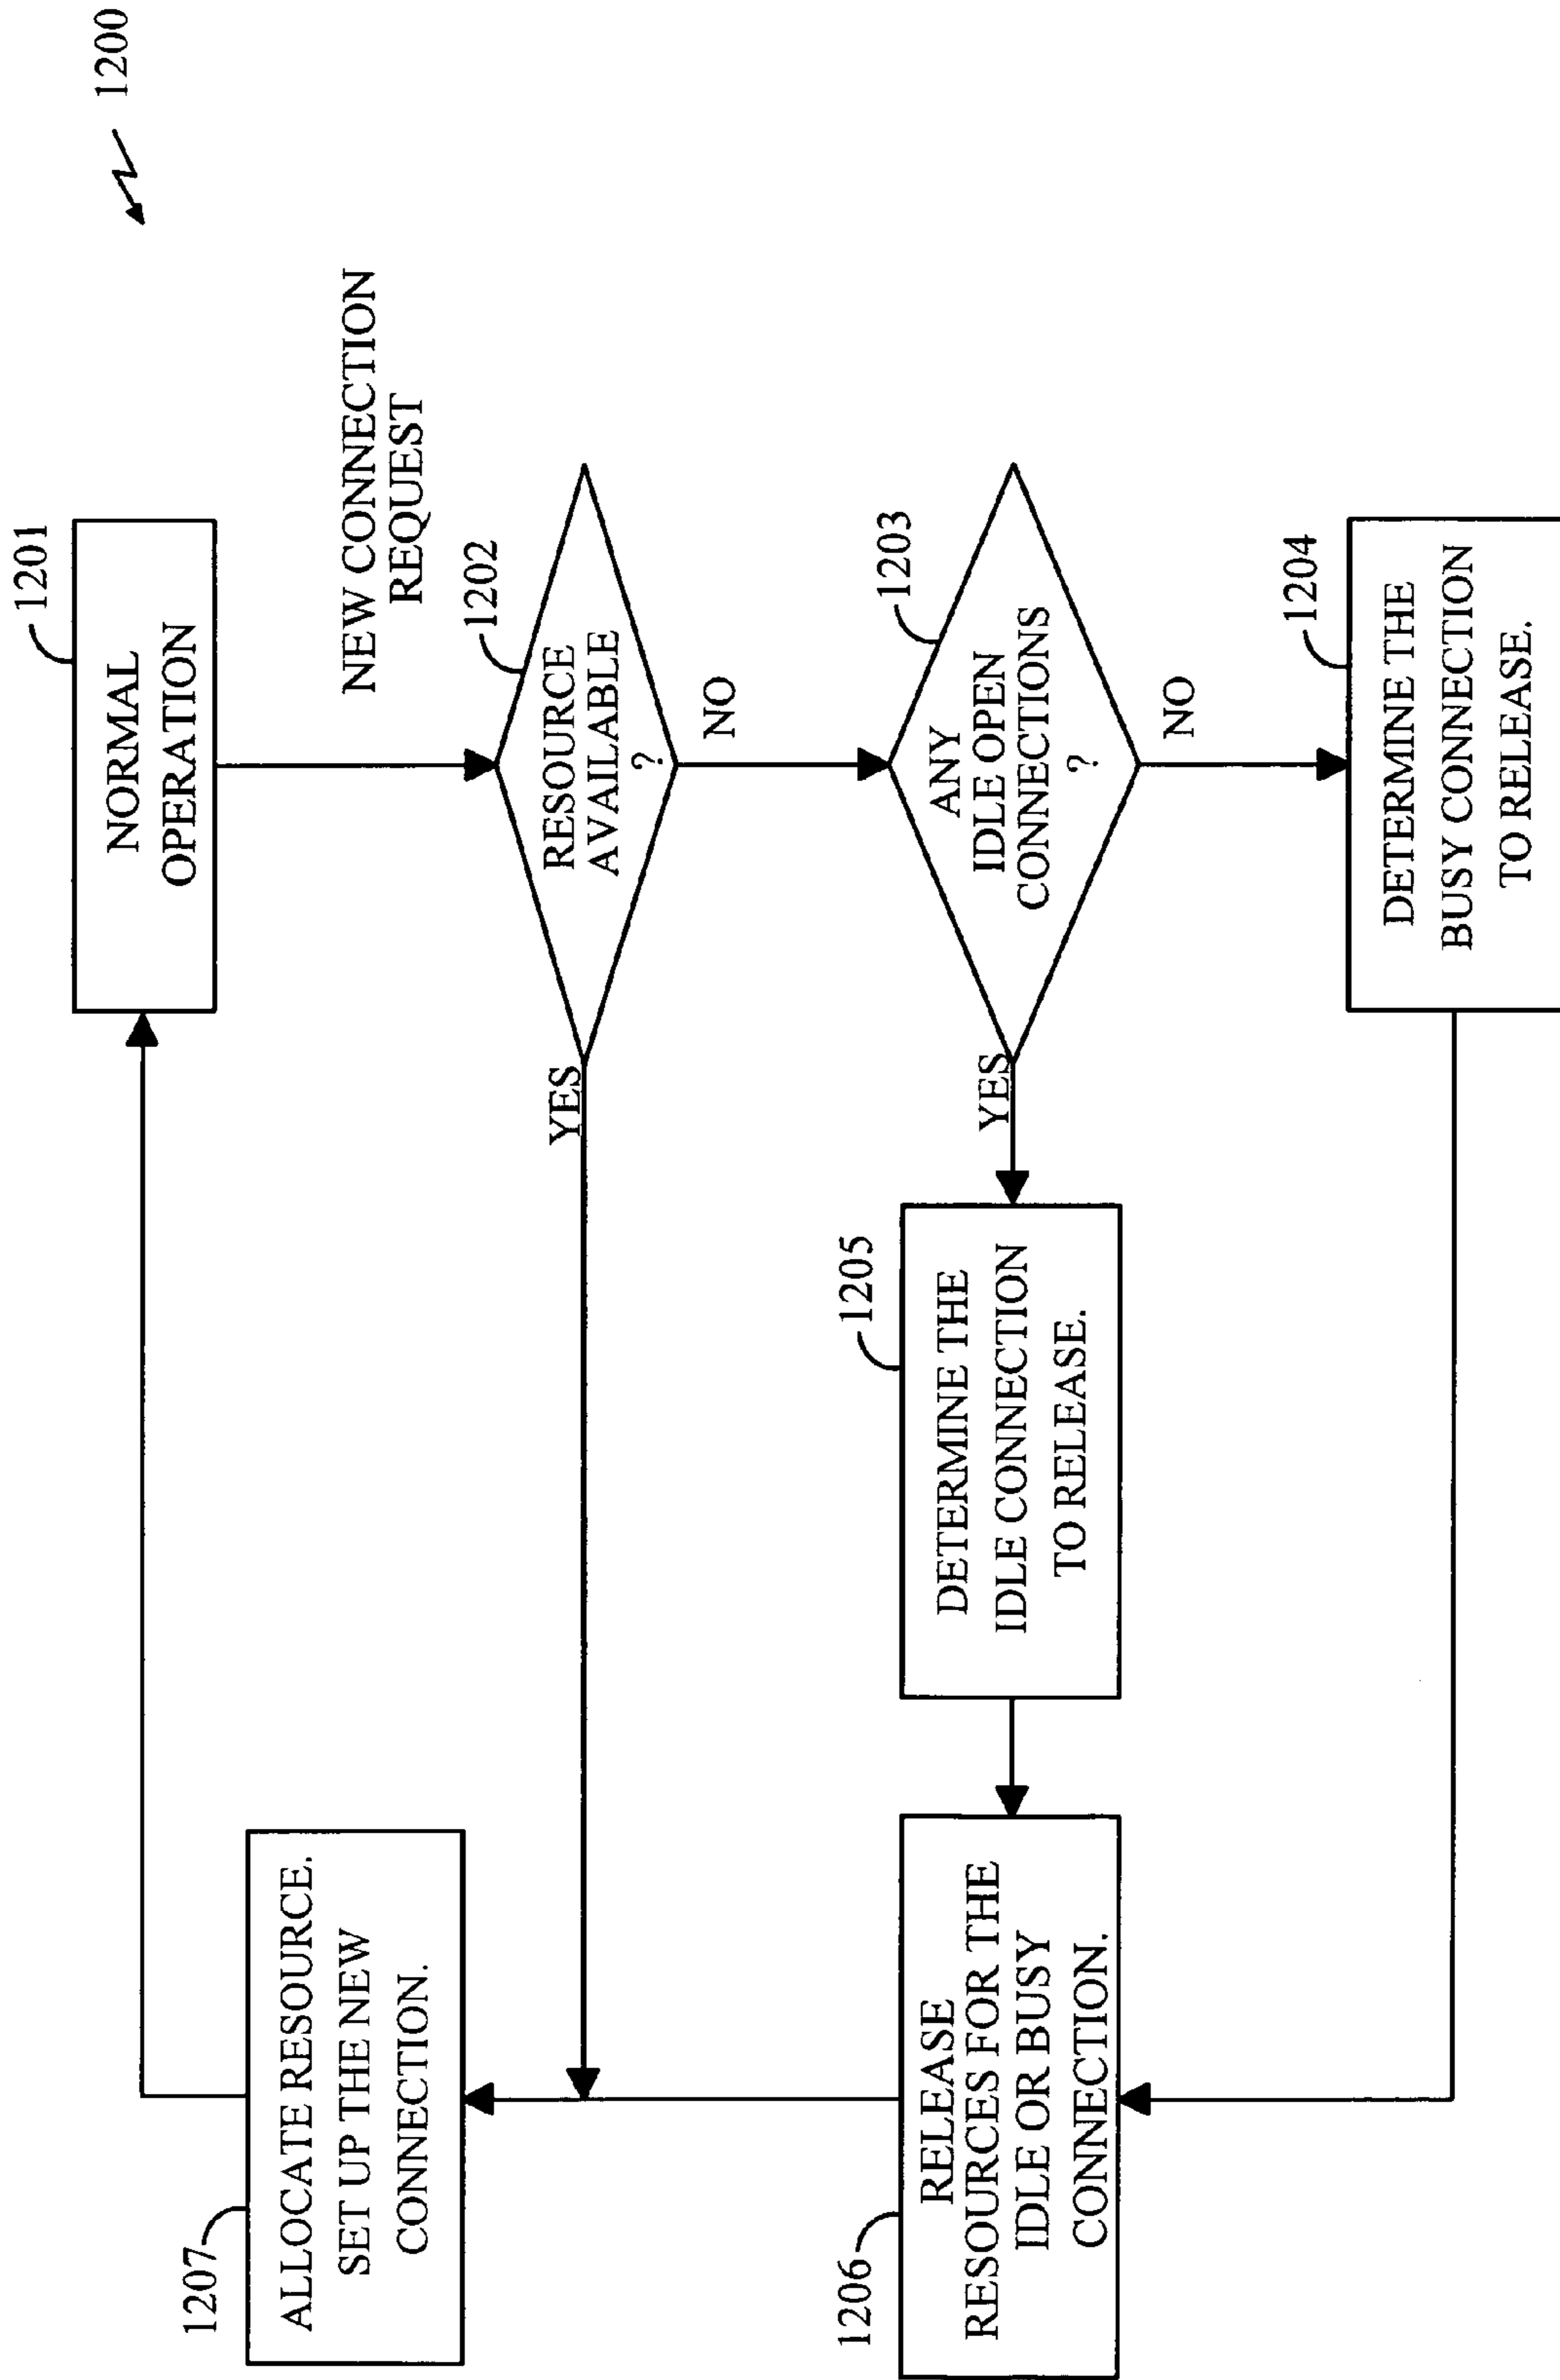 1200
1201
NORMAL
OPERATION
NEW CONNECTION
REQUEST
1202
RESOURCE
AVAILABLE
?
YES
NO
1203
ANY
IDLE OPEN
CONNECTIONS
?
YES
NO
1204
DETERMINE THE
BUSY CONNECTION
TO RELEASE.
1205
DETERMINE THE
IDLE CONNECTION
TO RELEASE.
1206
RELEASE
RESOURCES FOR THE
IDLE OR BUSY
CONNECTION.
1207
ALLOCATE RESOURCE.
SET UP THE NEW
CONNECTION.